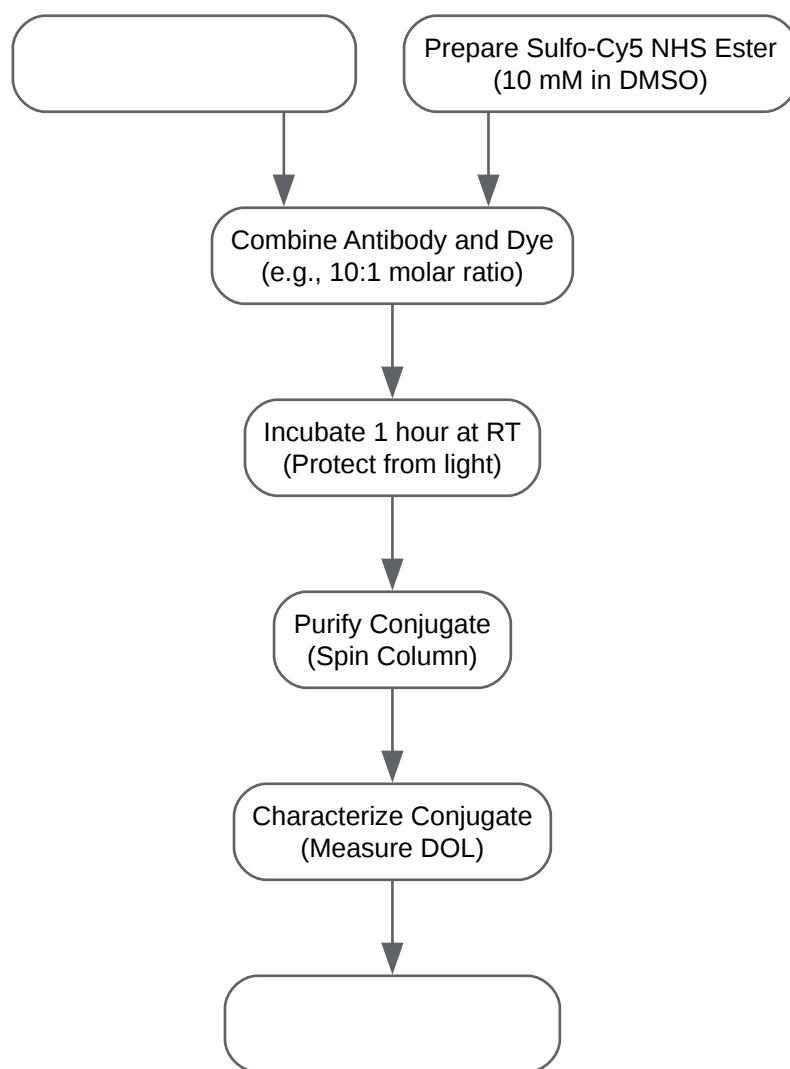 Prepare Sulfo-Cy5 NHS Ester
(10 mM in DMSO)
Combine Antibody and Dye
(e.g., 10:1 molar ratio)
Incubate 1 hour at RT
(Protect from light)
Purify Conjugate
(Spin Column)
Characterize Conjugate
(Measure DOL)